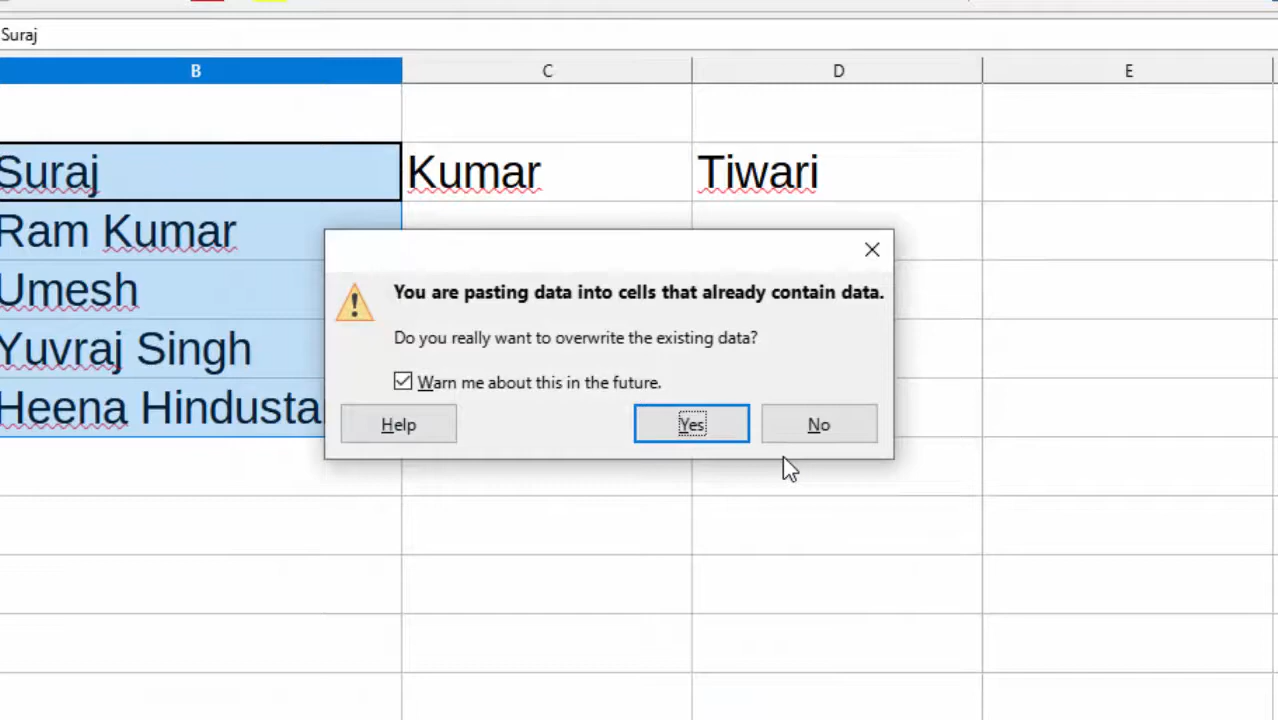 Suraj
B C D E
Suraj Kumar Tiwari
Ram Kumar
Umesh
Yuvraj Singh
Heena Hindusta
You are pasting data into cells that already contain data.
Do you really want to overwrite the existing data?
Warn me about this in the future.
Help Yes No